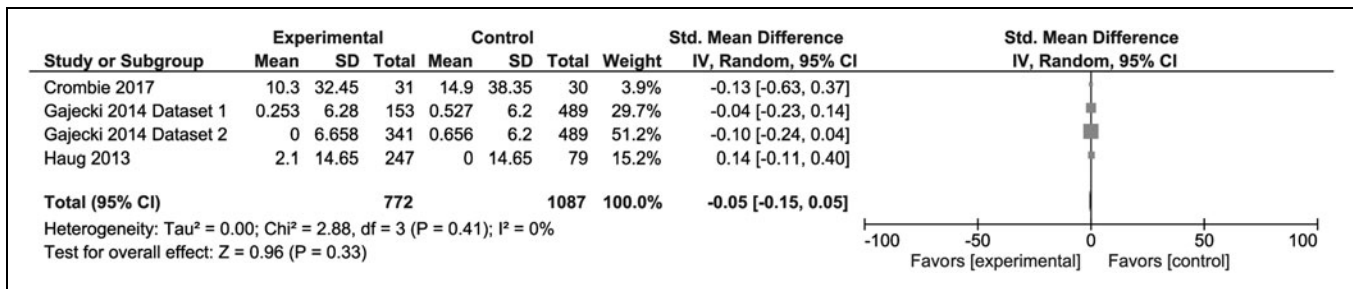 Experimental Control Std. Mean Difference Std. Mean Difference
Study or Subgroup Mean SD Total Mean SD Total Weight IV, Random, 95% CI IV, Random, 95% CI
Crombie 2017 10.3 32.45 31 14.9 38.35 30 3.9% -0.13 [-0.63, 0.37]
Gajecki 2014 Dataset 1 0.253 6.28 153 0.527 6.2 489 29.7% -0.04 [-0.23, 0.14]
Gajecki 2014 Dataset 2 0 6.658 341 0.656 6.2 489 51.2% -0.10 [-0.24, 0.04]
Haug 2013 2.1 14.65 247 0 14.65 79 15.2% 0.14 [-0.11, 0.40]
Total (95% CI) 772 1087 100.0% -0.05 [-0.15, 0.05]
Heterogeneity: Tau² = 0.00; Chi² = 2.88, df = 3 (P = 0.41); I² = 0%
Test for overall effect: Z = 0.96 (P = 0.33)
-100 -50 0 50 100
Favors [experimental] Favors [control]